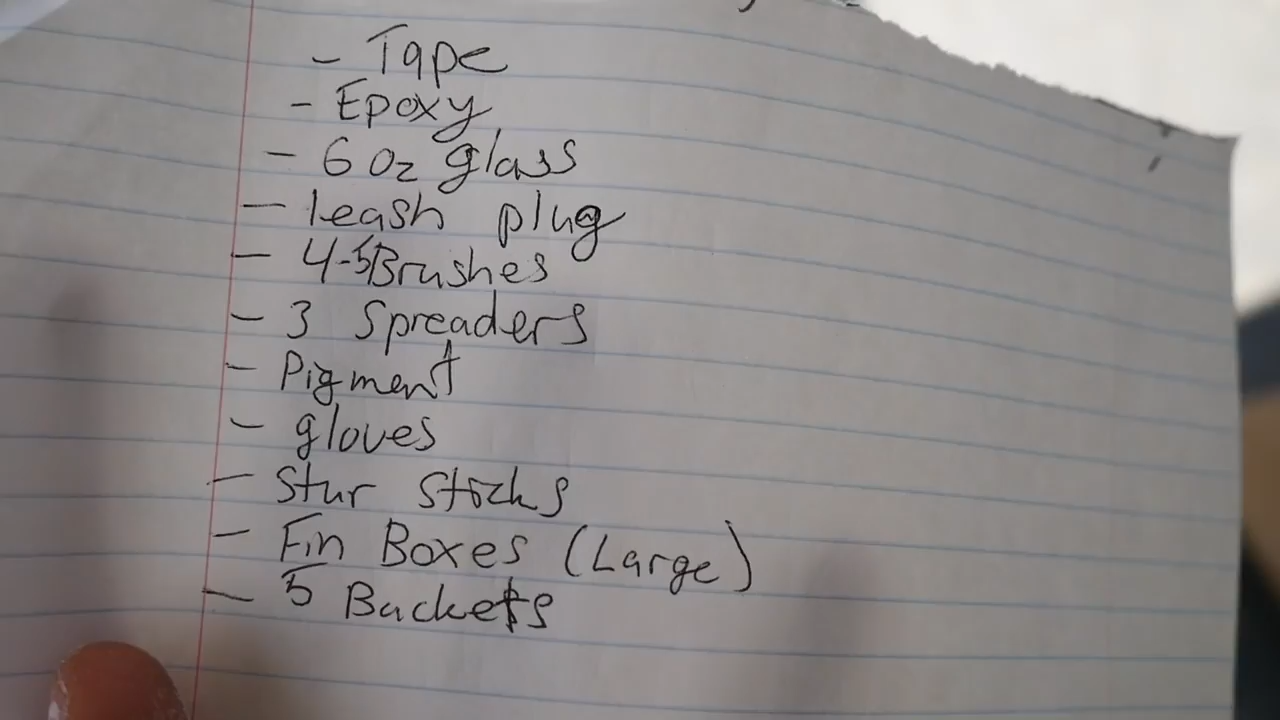 - Tape
- Epoxy
- 6 Oz glass
- leash plug
- 4-5 Brushes
- 3 Spreaders
- Pigment
- gloves
- Stur Sticks
- Fin Boxes (Large)
- 5 Buckets